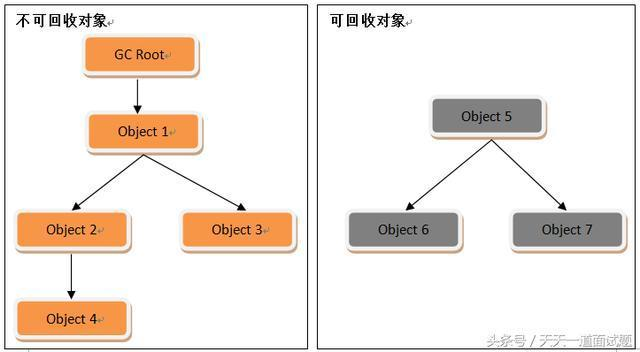 不可回收对象
GC Root
Object 1
Object 2
Object 3
Object 4
可回收对象
Object 5
Object 6
Object 7
头条号 / 天天一道面试题